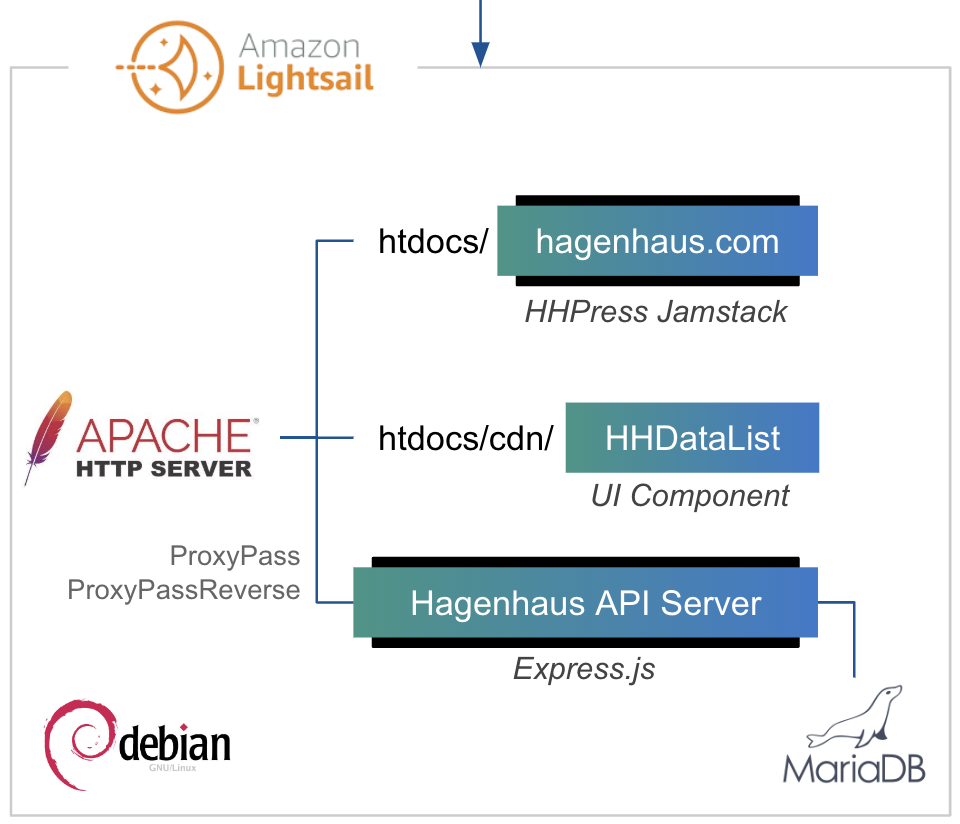 Amazon
Lightsail
htdocs/ hagenhaus.com
HHPress Jamstack
APACHE®
HTTP SERVER
htdocs/cdn/ HHDataList
UI Component
ProxyPass
ProxyPassReverse
Hagenhaus API Server
Express.js
debian
GNU/Linux
MariaDB